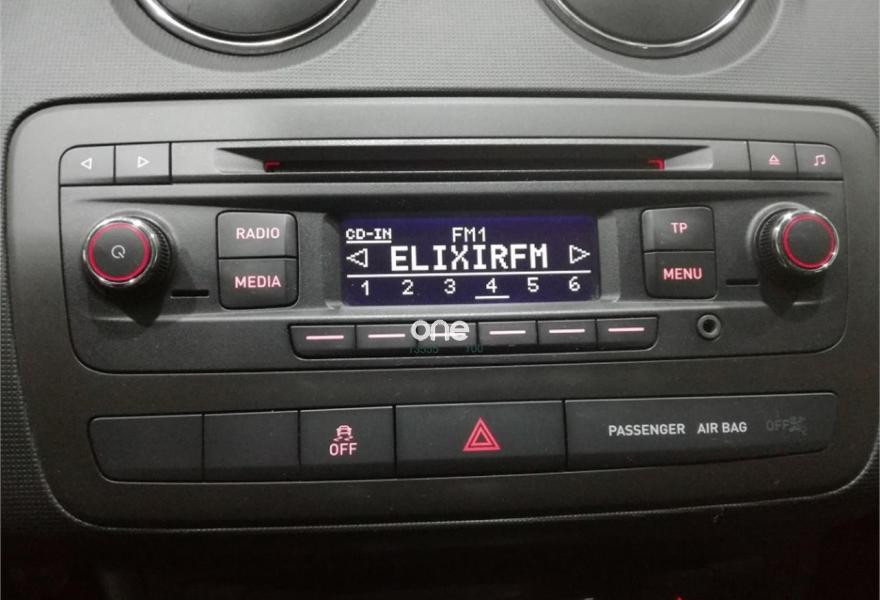 RADIO
MEDIA
CD-IN
FM1
ELIXIRFM
1 2 3 4 5 6
TP
MENU
one
OFF
PASSENGER AIR BAG OFF